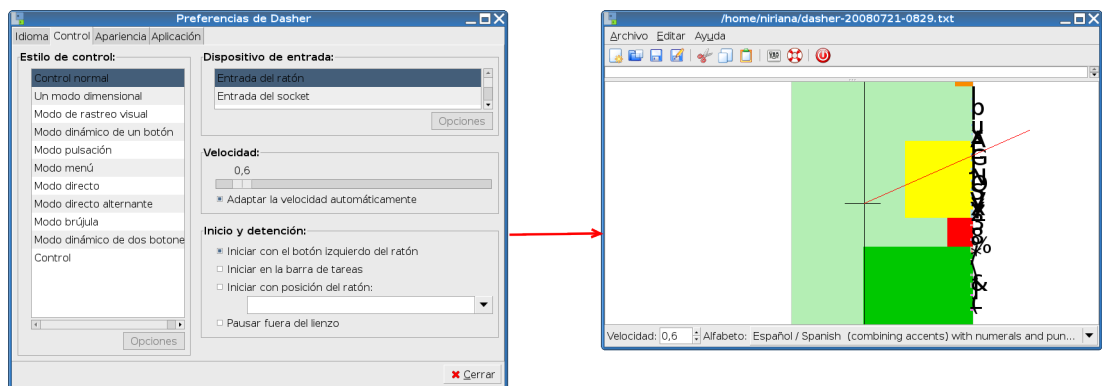 Preferencias de Dasher
Idioma Control Apariencia Aplicación
Estilo de control:
Control normal
Un modo dimensional
Modo de rastreo visual
Modo dinámico de un botón
Modo pulsación
Modo menú
Modo directo
Modo directo alternante
Modo brújula
Modo dinámico de dos botone
Control
Opciones
Dispositivo de entrada:
Entrada del ratón
Entrada del socket
Opciones
Velocidad:
0,6
Adaptar la velocidad automáticamente
Inicio y detención:
Iniciar con el botón izquierdo del ratón
Iniciar en la barra de tareas
Iniciar con posición del ratón:
Pausar fuera del lienzo
Cerrar
/home/niriana/dasher-20080721-0829.txt
Archivo Editar Ayuda
Velocidad: 0,6 Alfabeto: Español / Spanish (combining accents) with numerals and pun...